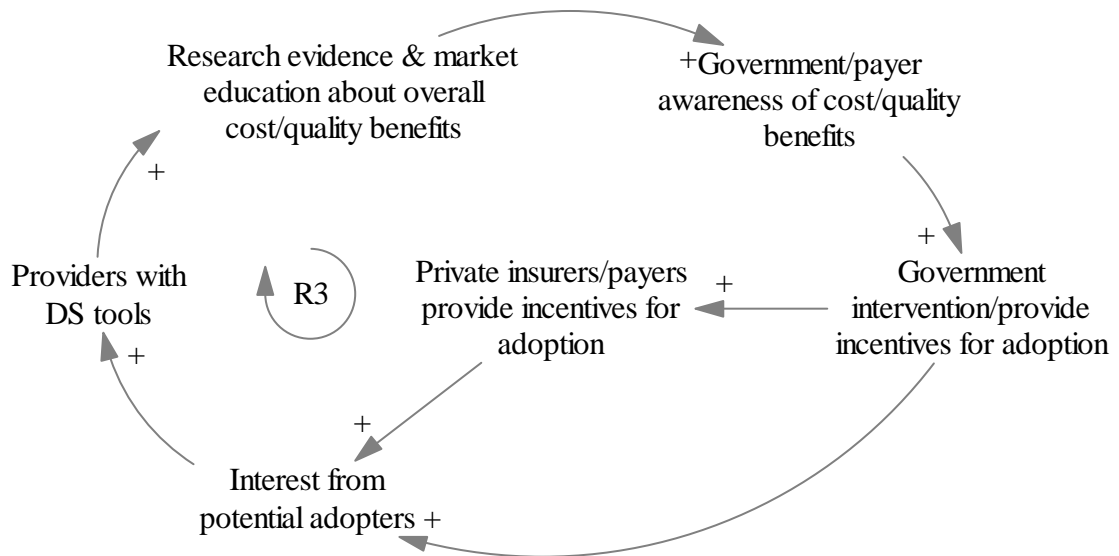 Research evidence & market
education about overall
cost/quality benefits
+Government/payer
awareness of cost/quality
benefits
+
+
Providers with
DS tools
R3
Private insurers/payers
provide incentives for
adoption
+
Government
intervention/provide
incentives for adoption
+
+
Interest from
potential adopters +